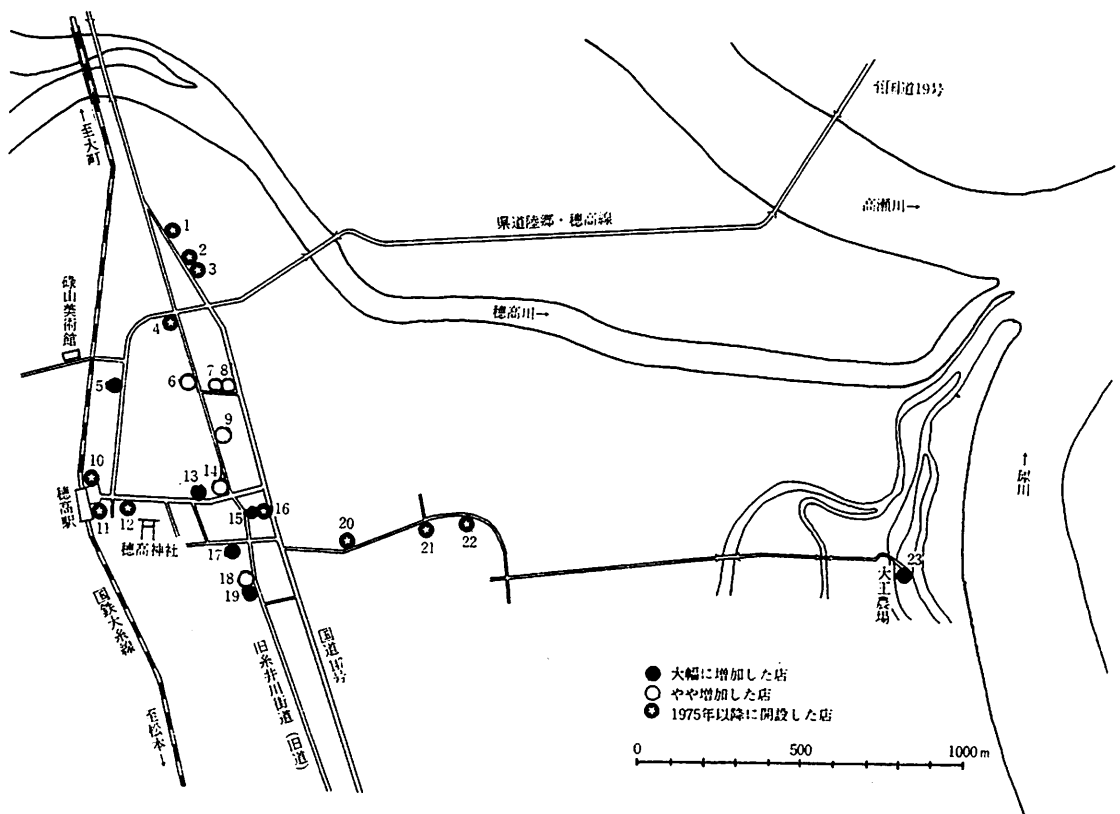 至国道19号
↑至大町
高瀬川→
県道陸郷・穂高線
1
2
3
碌山美術館
穂高川→
4
5
6
7
8
9
10
11
12
13
14
15
16
穂高駅
穂高神社
17
18
19
20
21
22
23
大王農場
国鉄大糸線
至松本→
旧糸井川街道(旧道)
国道147号
大幅に増加した店
やや増加した店
1975年以降に開設した店
0
500
1000m